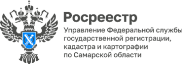 Росреестр
Управление Федеральной службы
государственной регистрации,
кадастра и картографии
по Самарской области